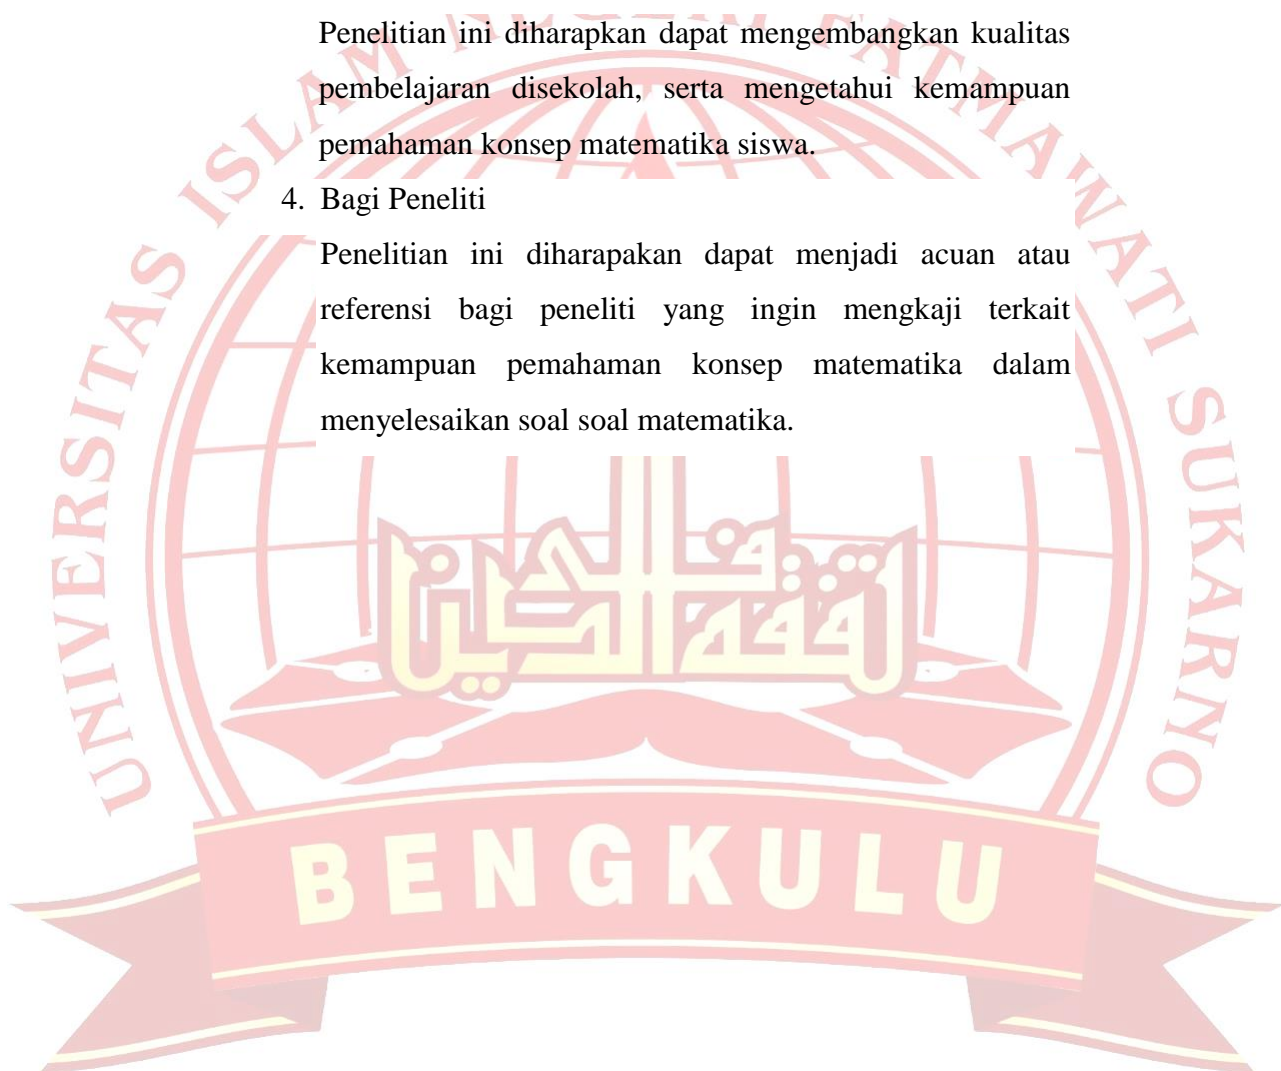 Penelitian ini diharapkan dapat mengembangkan kualitas
pembelajaran disekolah, serta mengetahui kemampuan
pemahaman konsep matematika siswa.
4. Bagi Peneliti
Penelitian ini diharapakan dapat menjadi acuan atau
referensi bagi peneliti yang ingin mengkaji terkait
kemampuan pemahaman konsep matematika dalam
menyelesaikan soal soal matematika.
UNIVERSITAS ISLAM NEGERI FATMAWATI SUKARNO
BENGKULU